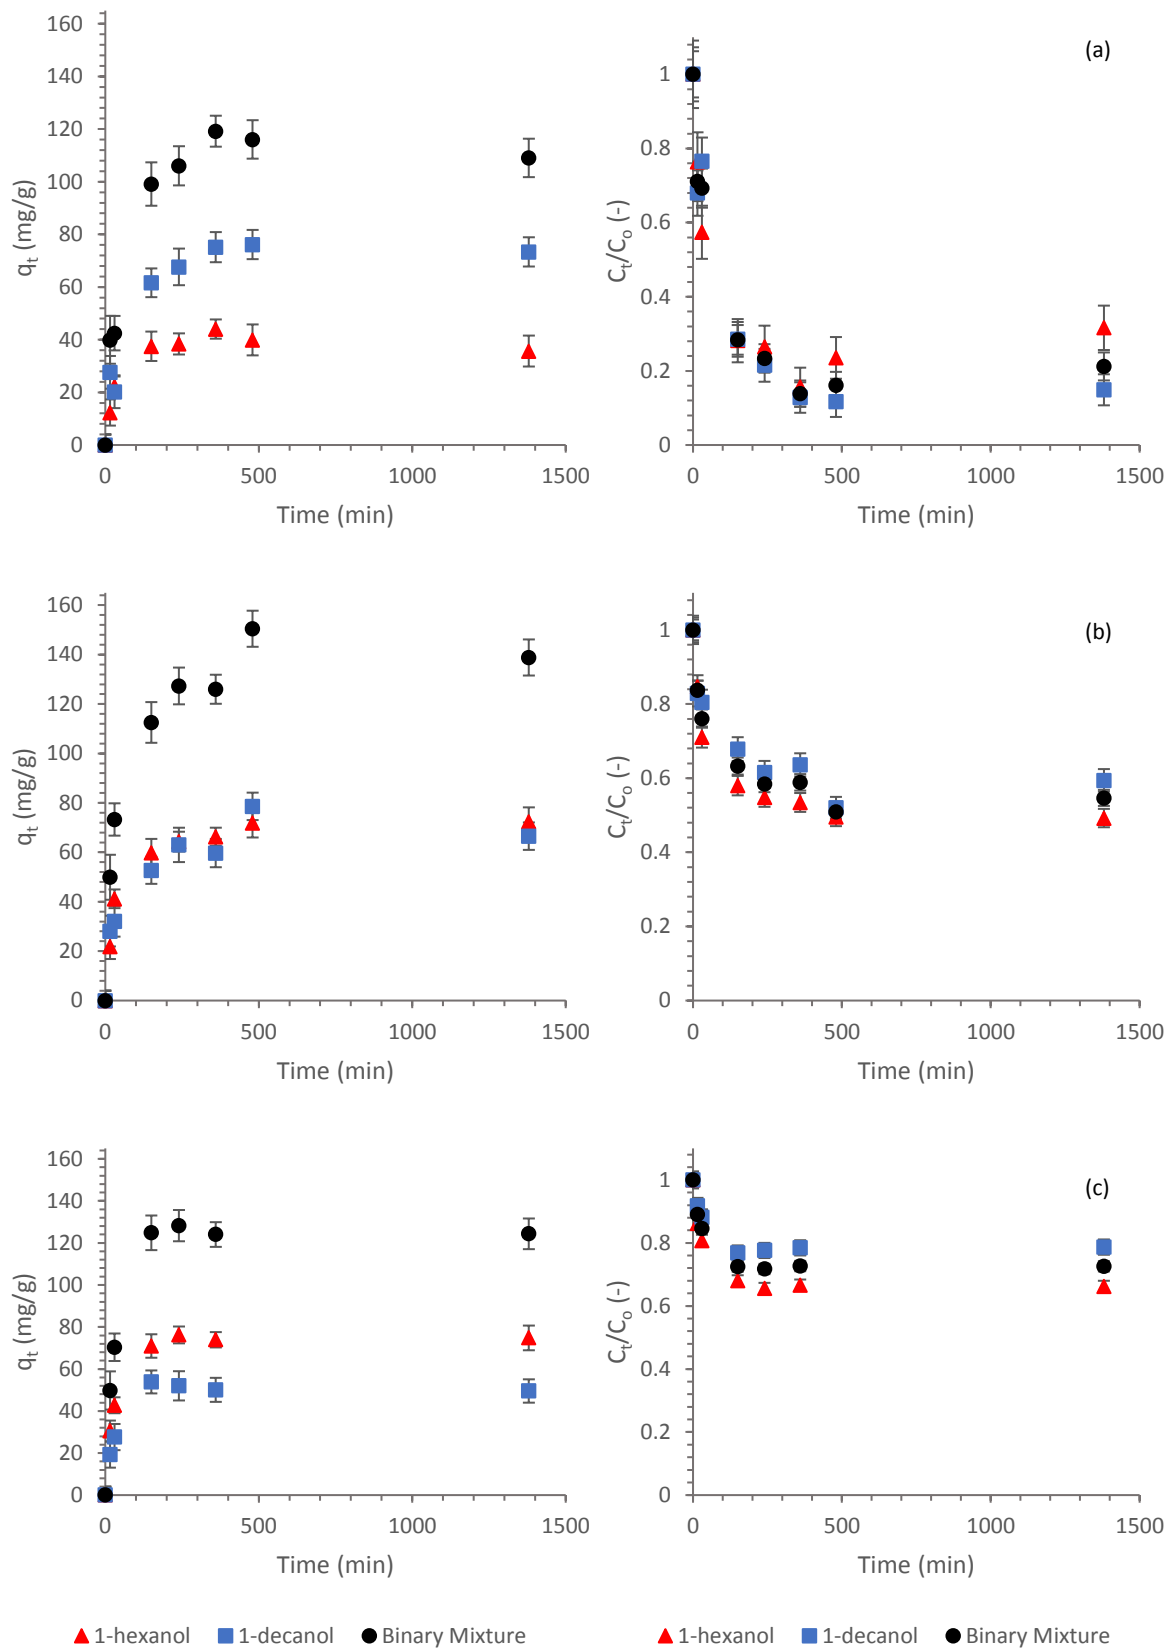 (a)
160
140
120
100
80
60
40
20
0
qt (mg/g)
0 500 1000 1500
Time (min)
1
0.8
0.6
0.4
0.2
0
Ct/Co (-)
0 500 1000 1500
Time (min)
(b)
160
140
120
100
80
60
40
20
0
qt (mg/g)
0 500 1000 1500
Time (min)
1
0.8
0.6
0.4
0.2
0
Ct/Co (-)
0 500 1000 1500
Time (min)
(c)
160
140
120
100
80
60
40
20
0
qt (mg/g)
0 500 1000 1500
Time (min)
1
0.8
0.6
0.4
0.2
0
Ct/Co (-)
0 500 1000 1500
Time (min)
1-hexanol 1-decanol Binary Mixture
1-hexanol 1-decanol Binary Mixture